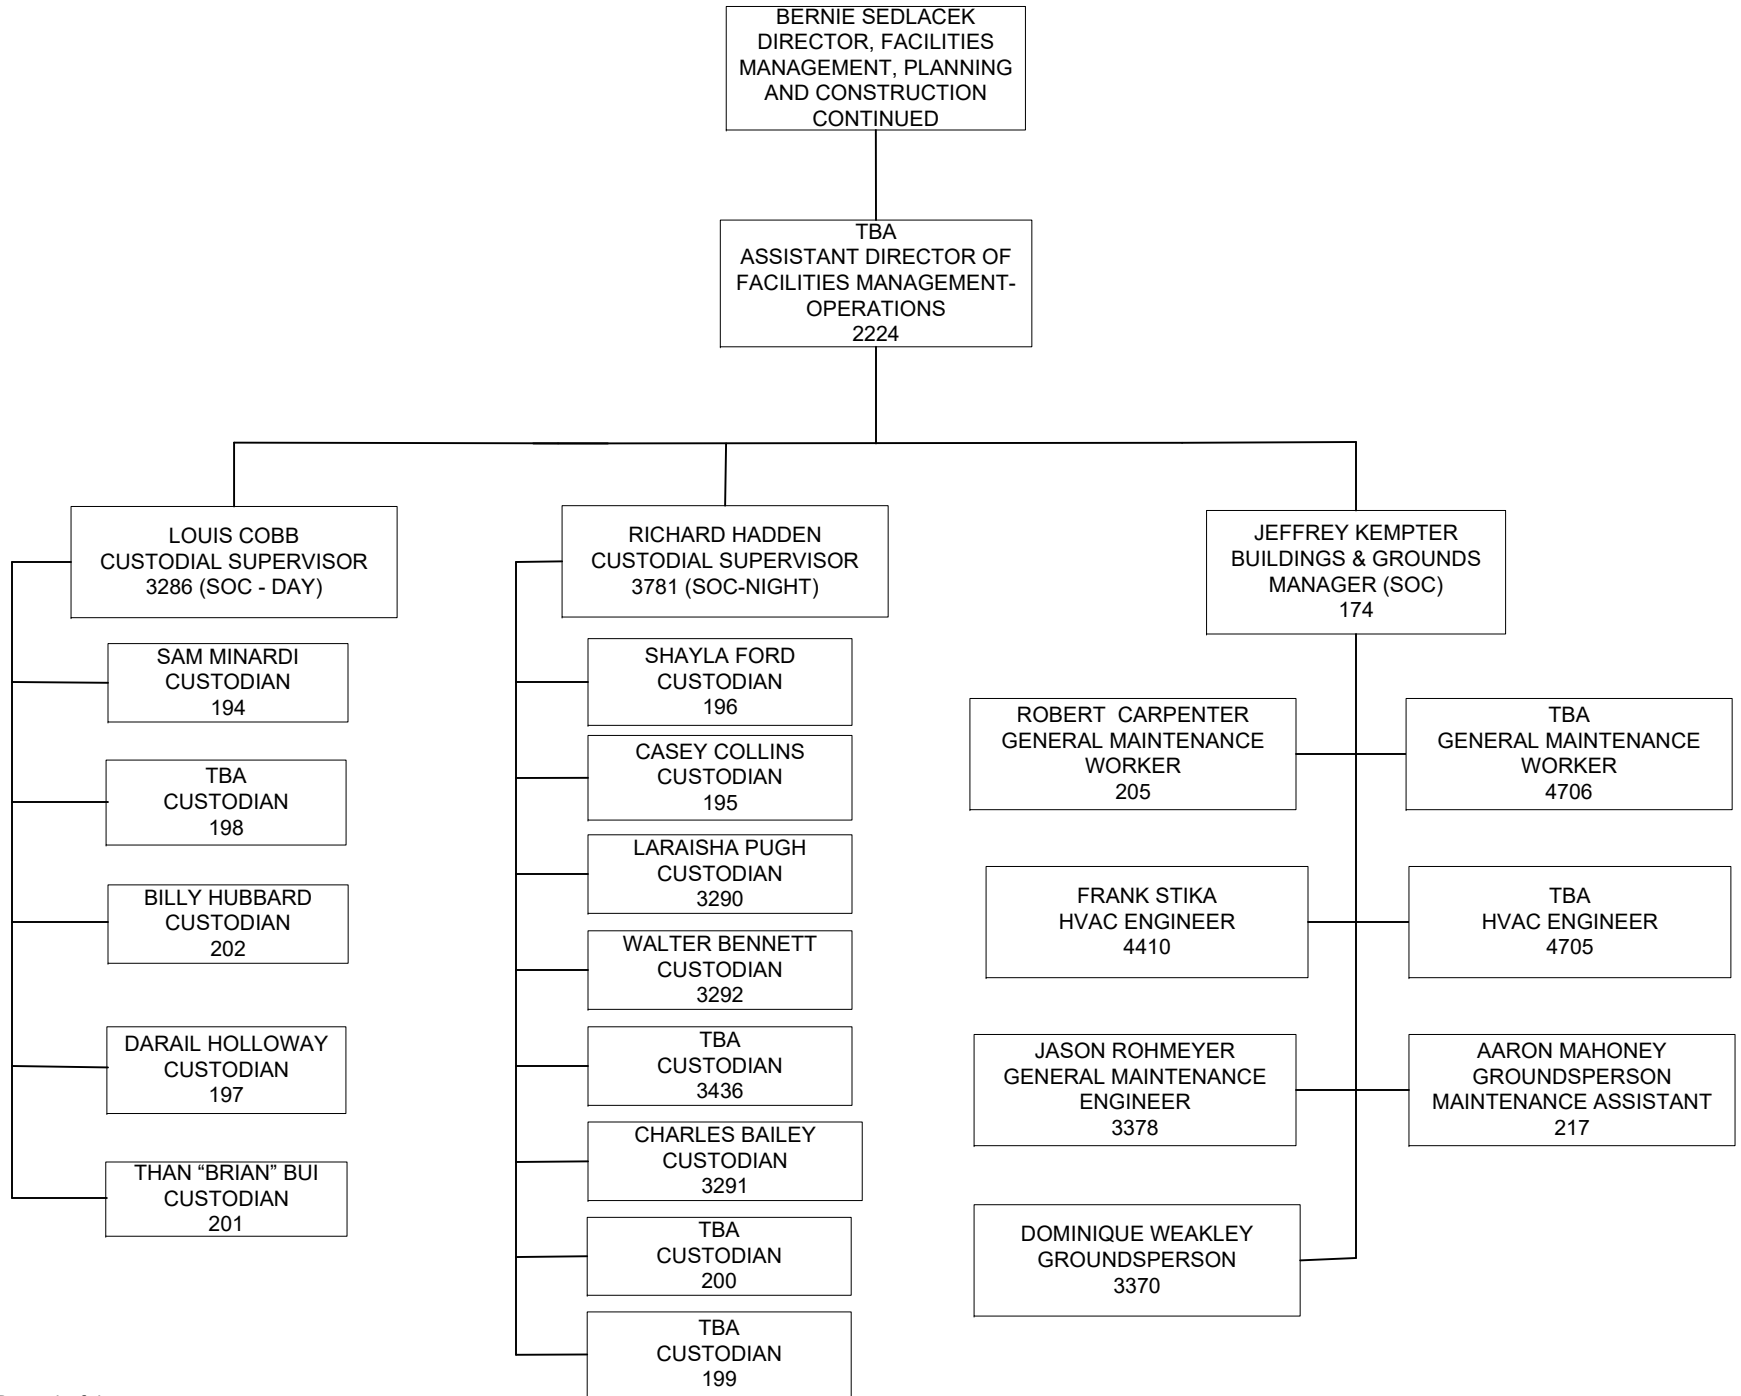 BERNIE SEDLACEK
DIRECTOR, FACILITIES
MANAGEMENT, PLANNING
AND CONSTRUCTION
CONTINUED
TBA
ASSISTANT DIRECTOR OF
FACILITIES MANAGEMENT-
OPERATIONS
2224
LOUIS COBB
CUSTODIAL SUPERVISOR
3286 (SOC - DAY)
SAM MINARDI
CUSTODIAN
194
TBA
CUSTODIAN
198
BILLY HUBBARD
CUSTODIAN
202
DARAIL HOLLOWAY
CUSTODIAN
197
THAN “BRIAN” BUI
CUSTODIAN
201
RICHARD HADDEN
CUSTODIAL SUPERVISOR
3781 (SOC-NIGHT)
SHAYLA FORD
CUSTODIAN
196
CASEY COLLINS
CUSTODIAN
195
LARAISHA PUGH
CUSTODIAN
3290
WALTER BENNETT
CUSTODIAN
3292
TBA
CUSTODIAN
3436
CHARLES BAILEY
CUSTODIAN
3291
TBA
CUSTODIAN
200
TBA
CUSTODIAN
199
JEFFREY KEMPTER
BUILDINGS & GROUNDS
MANAGER (SOC)
174
ROBERT CARPENTER
GENERAL MAINTENANCE
WORKER
205
TBA
GENERAL MAINTENANCE
WORKER
4706
FRANK STIKA
HVAC ENGINEER
4410
TBA
HVAC ENGINEER
4705
JASON ROHMEYER
GENERAL MAINTENANCE
ENGINEER
3378
AARON MAHONEY
GROUNDSPERSON
MAINTENANCE ASSISTANT
217
DOMINIQUE WEAKLEY
GROUNDSPERSON
3370